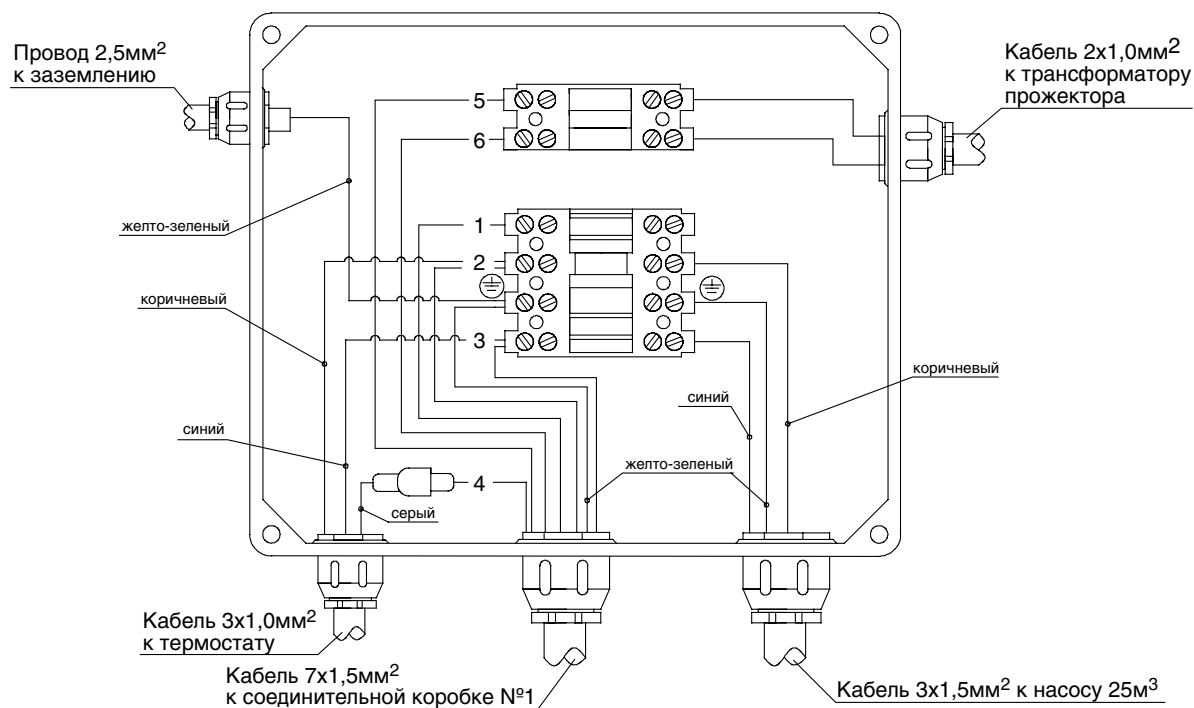 Провод 2,5мм²
к заземлению
Кабель 2х1,0мм²
к трансформатору
прожектора
5
6
желто-зеленый
1
2
коричневый
3
коричневый
синий
синий
4
желто-зеленый
серый
Кабель 3х1,0мм²
к термостату
Кабель 7х1,5мм²
к соединительной коробке №1
Кабель 3х1,5мм² к насосу 25м³